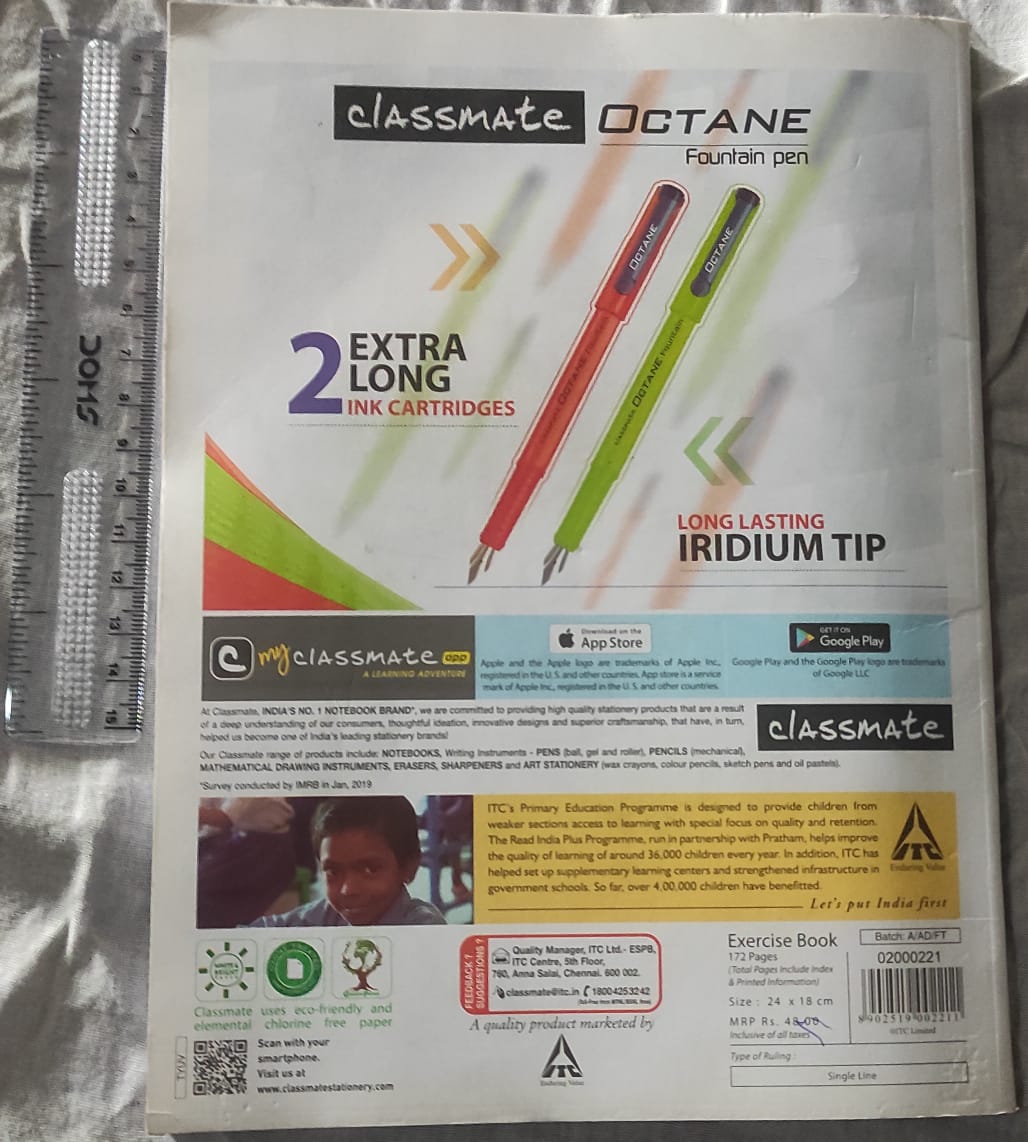 classmate OCTANE
Fountain pen
OCTANE
OCTANE
classmate OCTANE Fountain
2 EXTRA
LONG
INK CARTRIDGES
LONG LASTING
IRIDIUM TIP
DOMS
1 2 3 4 5 6 7 8 9 10 11 12 13 14 15
my classmate app
A LEARNING ADVENTURE
Download on the
App Store
Apple and the Apple logo are trademarks of Apple Inc,
registered in the U. S. and other countries. App store is a service
mark of Apple Inc, registered in the U. S. and other countries.
GET IT ON
Google Play
Google Play and the Google Play logo are trademarks
of Google LLC
At Classmate, INDIA'S NO. 1 NOTEBOOK BRAND*, we are committed to providing high quality stationery products that are a result
of a deep understanding of our consumers, thoughtful ideation, innovative designs and superior craftsmanship, that have, in turn,
helped us become one of India's leading stationery brands!
classmate
Our Classmate range of products include: NOTEBOOKS, Writing Instruments - PENS (ball, gel and roller), PENCILS (mechanical),
MATHEMATICAL DRAWING INSTRUMENTS, ERASERS, SHARPENERS and ART STATIONERY (wax crayons, colour pencils, sketch pens and oil pastels).
*Survey conducted by IMRB in Jan, 2019
ITC's Primary Education Programme is designed to provide children from
weaker sections access to learning with special focus on quality and retention.
The Read India Plus Programme, run in partnership with Pratham, helps improve
the quality of learning of around 36,000 children every year. In addition, ITC has
helped set up supplementary learning centers and strengthened infrastructure in
government schools. So far, over 4,00,000 children have benefitted.
Let's put India first
ITC
Enduring Value
WHITE & BRIGHT
Classmate uses eco-friendly and
elemental chlorine free paper
TYUV
Scan with your
smartphone.
Visit us at
www.classmatestationery.com
FEEDBACK ?
SUGGESTIONS ?
Quality Manager, ITC Ltd.- ESPB,
ITC Centre, 5th Floor,
760, Anna Salai, Chennai. 600 002.
classmate@itc.in 18004253242
A quality product marketed by
ITC
Enduring Value
Exercise Book
172 Pages
(Total Pages Include Index
& Printed Information)
Size : 24 x 18 cm
MRP Rs. 48.00
Inclusive of all taxes
Batch: A/AD/FT
02000221
8 902519 002211
©ITC Limited
Type of Ruling :
Single Line